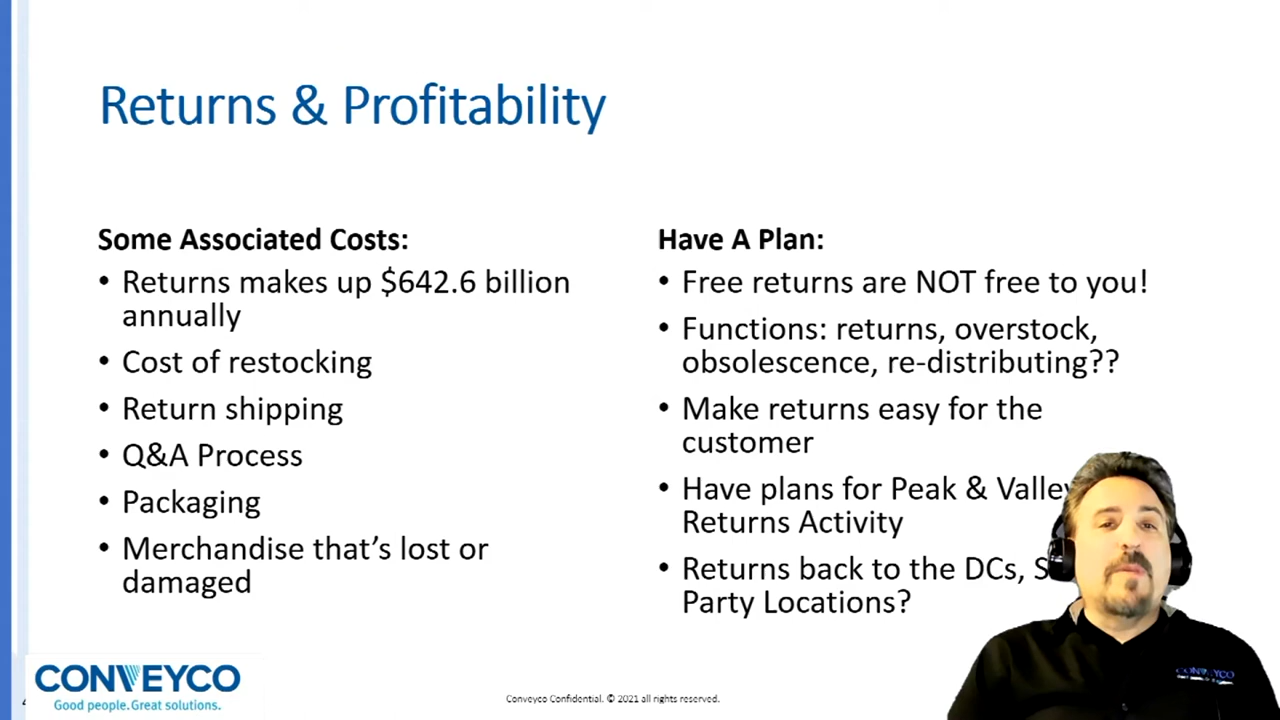 Returns & Profitability
Some Associated Costs:
• Returns makes up $642.6 billion
annually
• Cost of restocking
• Return shipping
• Q&A Process
• Packaging
• Merchandise that's lost or
damaged
Have A Plan:
• Free returns are NOT free to you!
• Functions: returns, overstock,
obsolescence, re-distributing??
• Make returns easy for the
customer
• Have plans for Peak & Valley
Returns Activity
• Returns back to the DCs,
Party Locations?
CONVEYCO
Good people. Great solutions.
Conveyco Confidential. © 2021 all rights reserved.
CONVEYCO